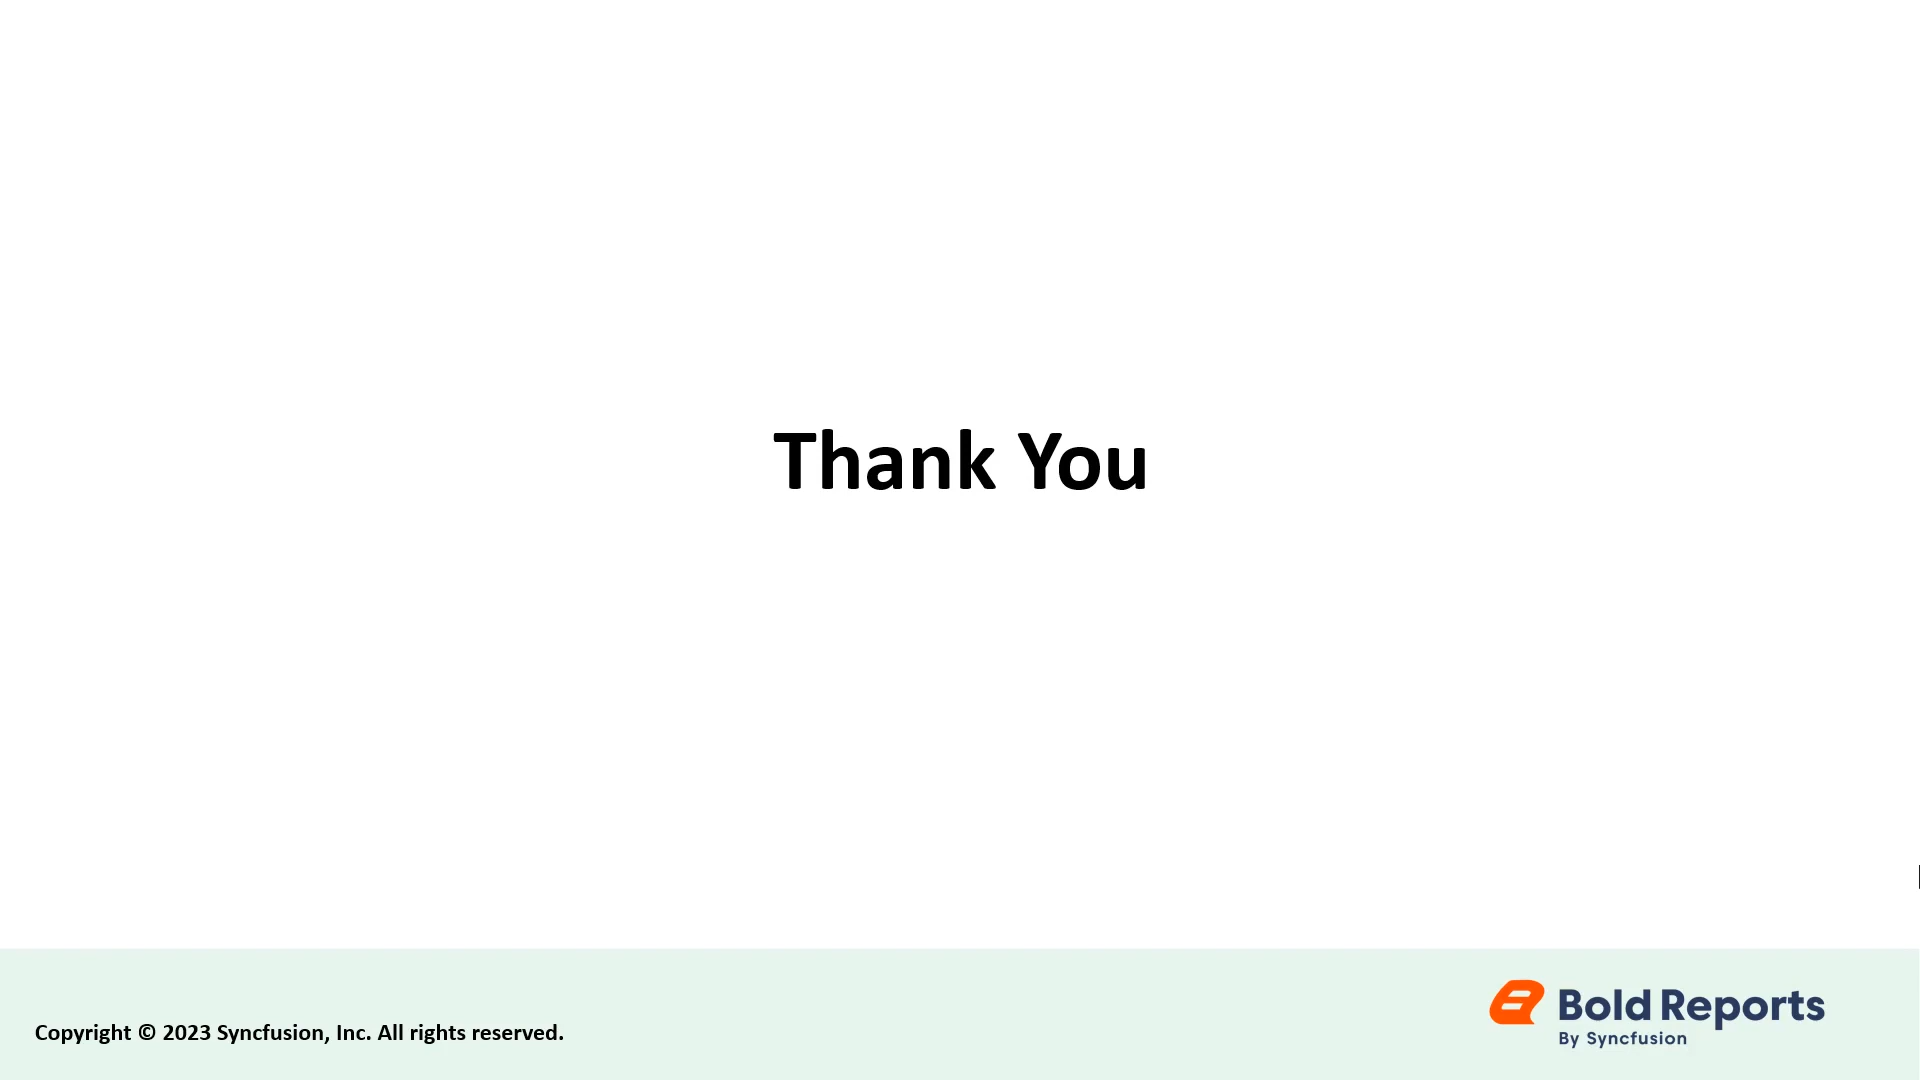 Thank You
Copyright © 2023 Syncfusion, Inc. All rights reserved.
Bold Reports
By Syncfusion